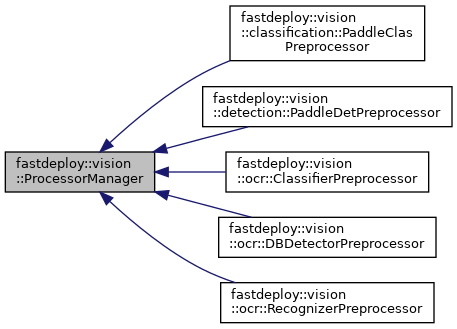 fastdeploy::vision
::classification::PaddleClas
Preprocessor
fastdeploy::vision
::detection::PaddleDetPreprocessor
fastdeploy::vision
::ProcessorManager
fastdeploy::vision
::ocr::ClassifierPreprocessor
fastdeploy::vision
::ocr::DBDetectorPreprocessor
fastdeploy::vision
::ocr::RecognizerPreprocessor